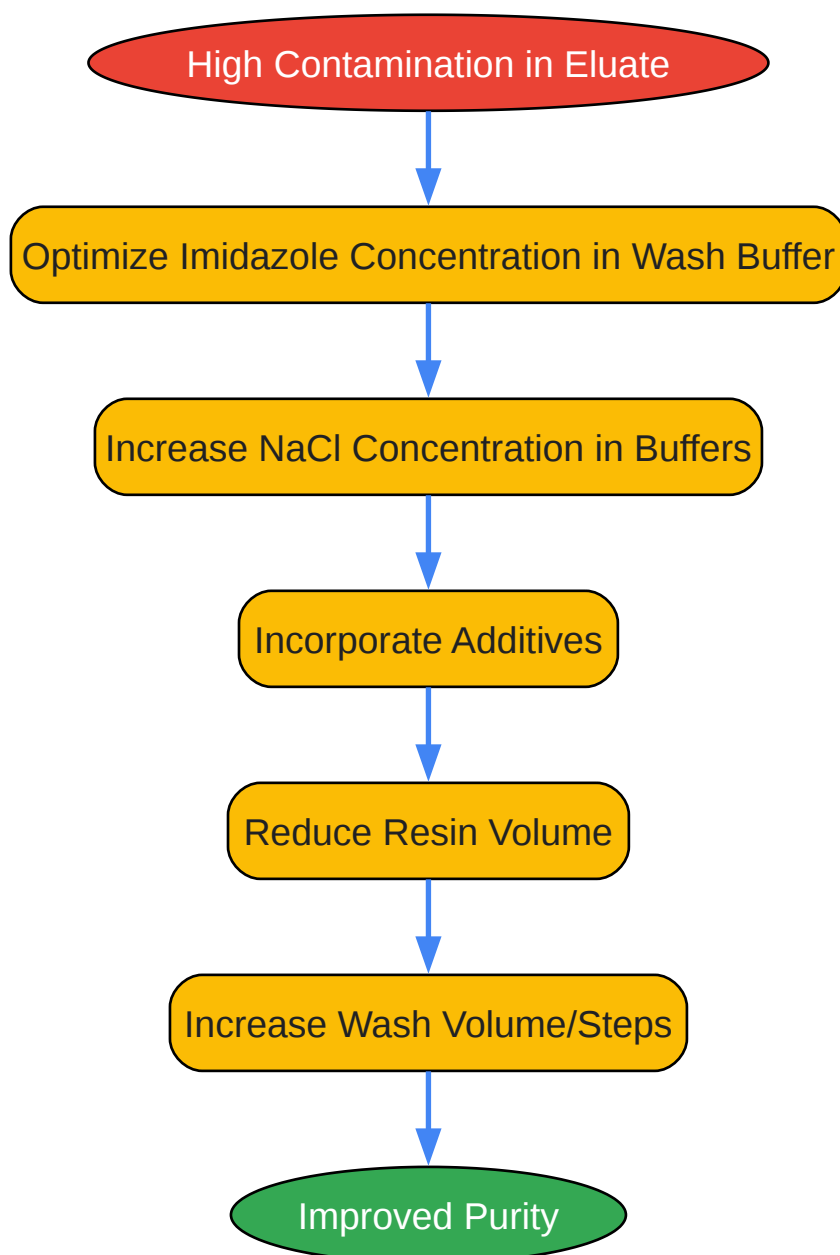 High Contamination in Eluate
Optimize Imidazole Concentration in Wash Buffer
Increase NaCl Concentration in Buffers
Incorporate Additives
Reduce Resin Volume
Increase Wash Volume/Steps
Improved Purity